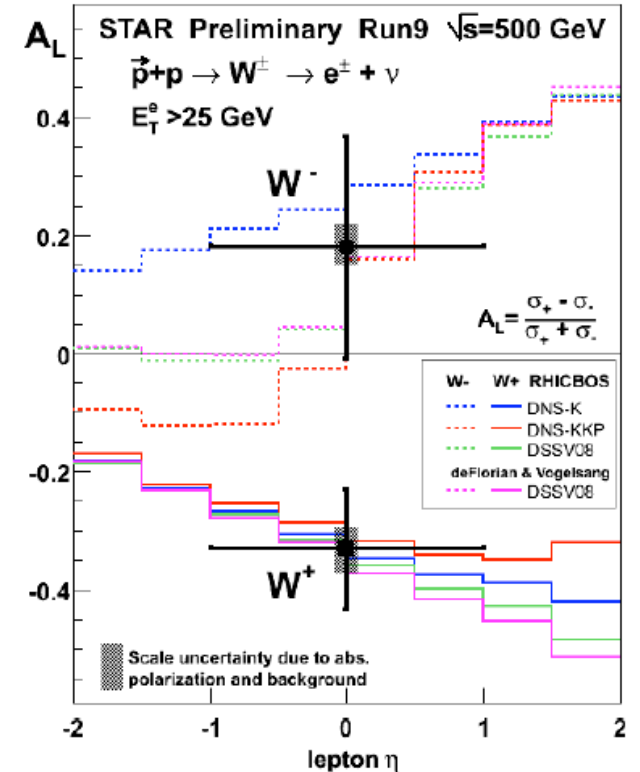 A_L STAR Preliminary Run9 √s=500 GeV
p⃗+p → W± → e± + ν
E_T^e >25 GeV
0.4
W -
0.2
A_L= σ+ - σ- / σ+ + σ-
0
W- W+ RHICBOS
DNS-K
DNS-KKP
DSSV08
deFlorian & Vogelsang
DSSV08
-0.2
W+
-0.4
Scale uncertainty due to abs.
polarization and background
-2 -1 0 1 2
lepton η